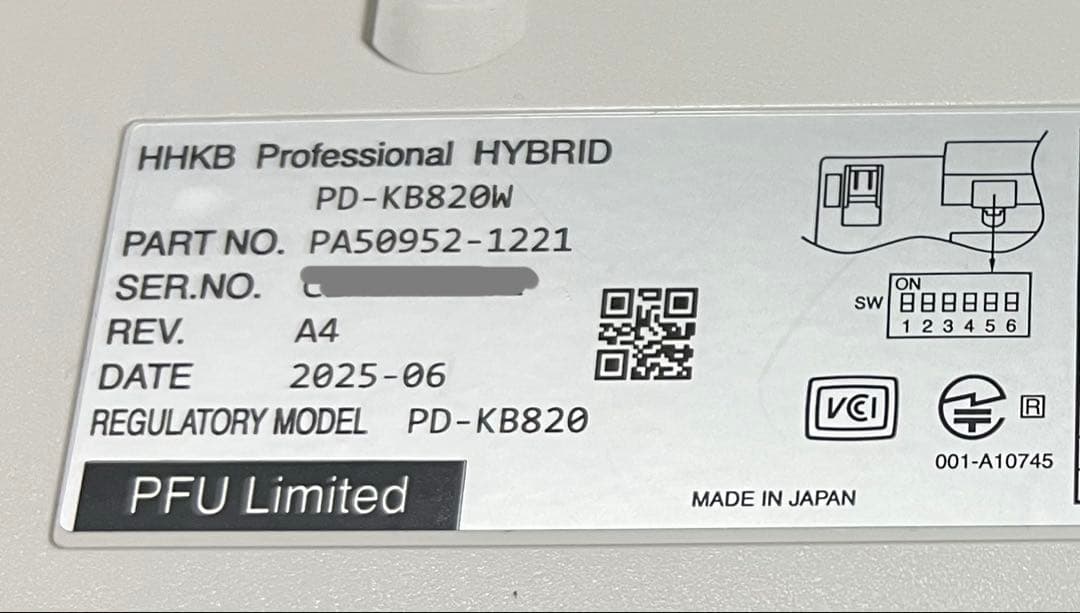 HHKB Professional HYBRID
PD-KB820W
PART NO. PA50952-1221
SER.NO.
REV. A4
DATE 2025-06
REGULATORY MODEL PD-KB820
PFU Limited
ON
SW
1 2 3 4 5 6
VCI
R
001-A10745
MADE IN JAPAN